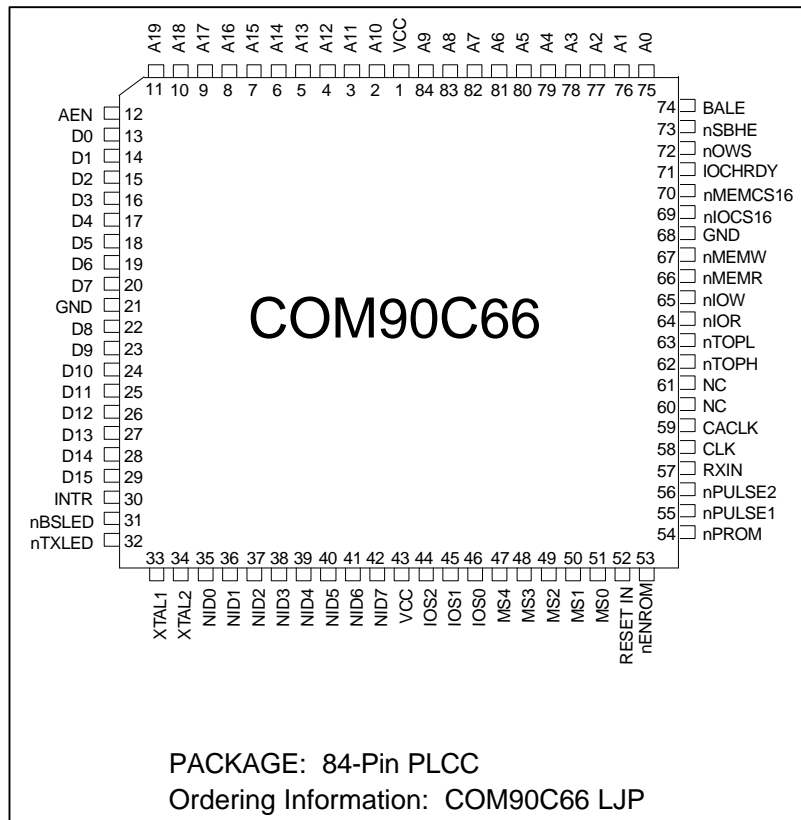 A19 A18 A17 A16 A15 A14 A13 A12 A11 A10 VCC A9 A8 A7 A6 A5 A4 A3 A2 A1 A0
11 10 9 8 7 6 5 4 3 2 1 84 83 82 81 80 79 78 77 76 75
AEN 12
D0 13
D1 14
D2 15
D3 16
D4 17
D5 18
D6 19
D7 20
GND 21
D8 22
D9 23
D10 24
D11 25
D12 26
D13 27
D14 28
D15 29
INTR 30
nBSLED 31
nTXLED 32
COM90C66
74 BALE
73 nSBHE
72 nOWS
71 IOCHRDY
70 nMEMCS16
69 nIOCS16
68 GND
67 nMEMW
66 nMEMR
65 nIOW
64 nIOR
63 nTOPL
62 nTOPH
61 NC
60 NC
59 CACLK
58 CLK
57 RXIN
56 nPULSE2
55 nPULSE1
54 nPROM
33 34 35 36 37 38 39 40 41 42 43 44 45 46 47 48 49 50 51 52 53
XTAL1 XTAL2 NID0 NID1 NID2 NID3 NID4 NID5 NID6 NID7 VCC IOS2 IOS1 IOS0 MS4 MS3 MS2 MS1 MS0 RESET IN nENROM
PACKAGE: 84-Pin PLCC
Ordering Information: COM90C66 LJP